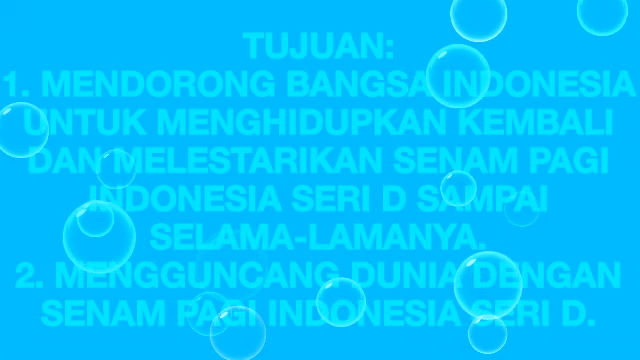 TUJUAN:
1. MENDORONG BANGSA INDONESIA
UNTUK MENGHIDUPKAN KEMBALI
DAN MELESTARIKAN SENAM PAGI
INDONESIA SERI D SAMPAI
SELAMA-LAMANYA.
2. MENGGUNCANG DUNIA DENGAN
SENAM PAGI INDONESIA SERI D.